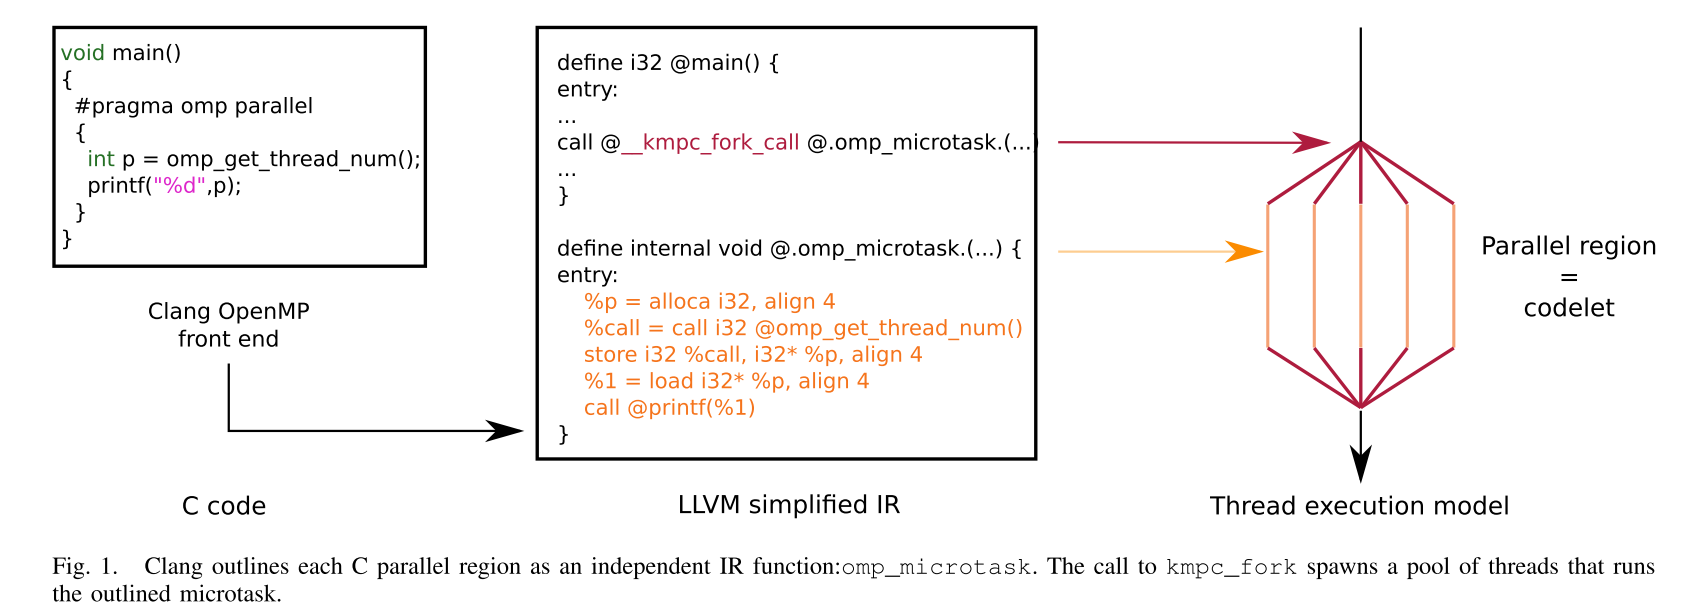 void main()
{
#pragma omp parallel
{
int p = omp_get_thread_num();
printf("%d",p);
}
}
Clang OpenMP
front end
C code
define i32 @main() {
entry:
...
call @__kmpc_fork_call @.omp_microtask.(...)
...
}
define internal void @.omp_microtask.(...) {
entry:
%p = alloca i32, align 4
%call = call i32 @omp_get_thread_num()
store i32 %call, i32* %p, align 4
%1 = load i32* %p, align 4
call @printf(%1)
}
LLVM simplified IR
Parallel region
=
codelet
Thread execution model
Fig. 1. Clang outlines each C parallel region as an independent IR function:omp_microtask. The call to kmpc_fork spawns a pool of threads that runs
the outlined microtask.